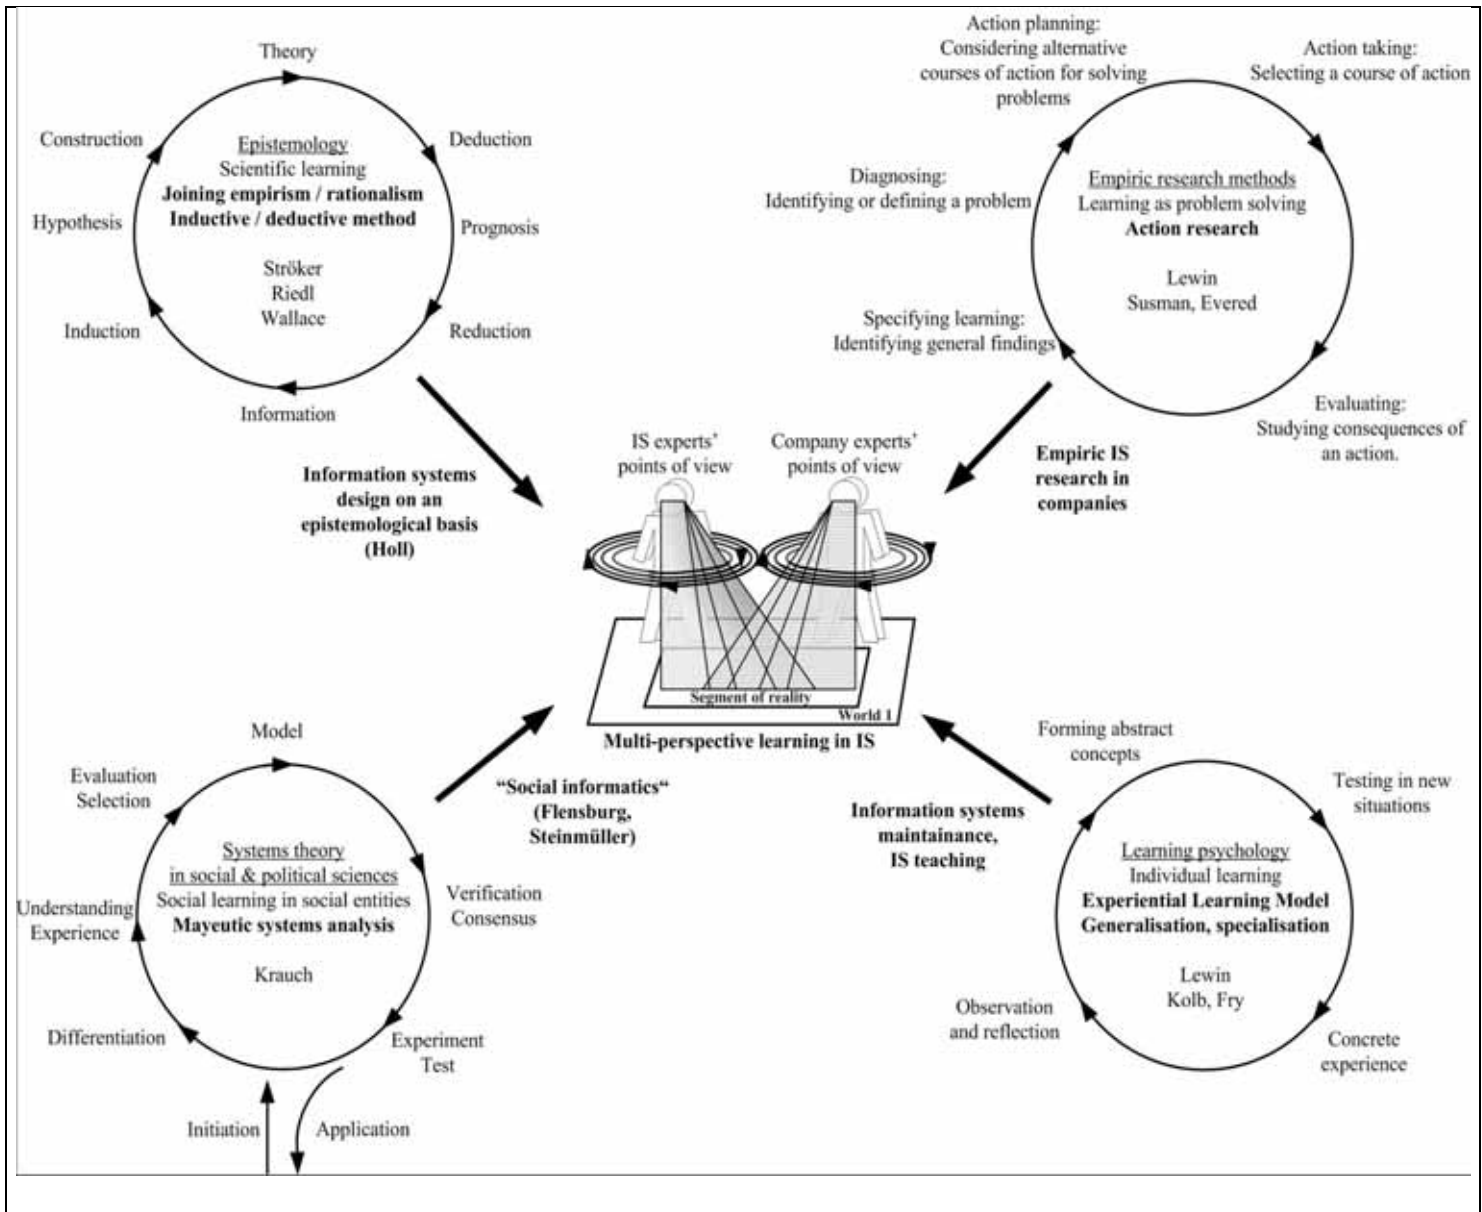 Theory
Construction
Deduction
Epistemology
Scientific learning
Joining empirism / rationalism
Inductive / deductive method
Hypothesis
Prognosis
Ströker
Riedl
Wallace
Induction
Reduction
Information
Action planning:
Considering alternative
courses of action for solving
problems
Action taking:
Selecting a course of action
Diagnosing:
Identifying or defining a problem
Empiric research methods
Learning as problem solving
Action research
Lewin
Susman, Evered
Specifying learning:
Identifying general findings
Evaluating:
Studying consequences of
an action.
Information systems
design on an
epistemological basis
(Holl)
IS experts’
points of view
Company experts’
points of view
Empiric IS
research in
companies
Segment of reality
World 1
Multi-perspective learning in IS
Model
Evaluation
Selection
Systems theory
in social & political sciences
Social learning in social entities
Mayeutic systems analysis
Krauch
Understanding
Experience
Verification
Consensus
Differentiation
Experiment
Test
Initiation
Application
“Social informatics“
(Flensburg,
Steinmüller)
Information systems
maintainance,
IS teaching
Forming abstract
concepts
Testing in new
situations
Learning psychology
Individual learning
Experiential Learning Model
Generalisation, specialisation
Lewin
Kolb, Fry
Observation
and reflection
Concrete
experience